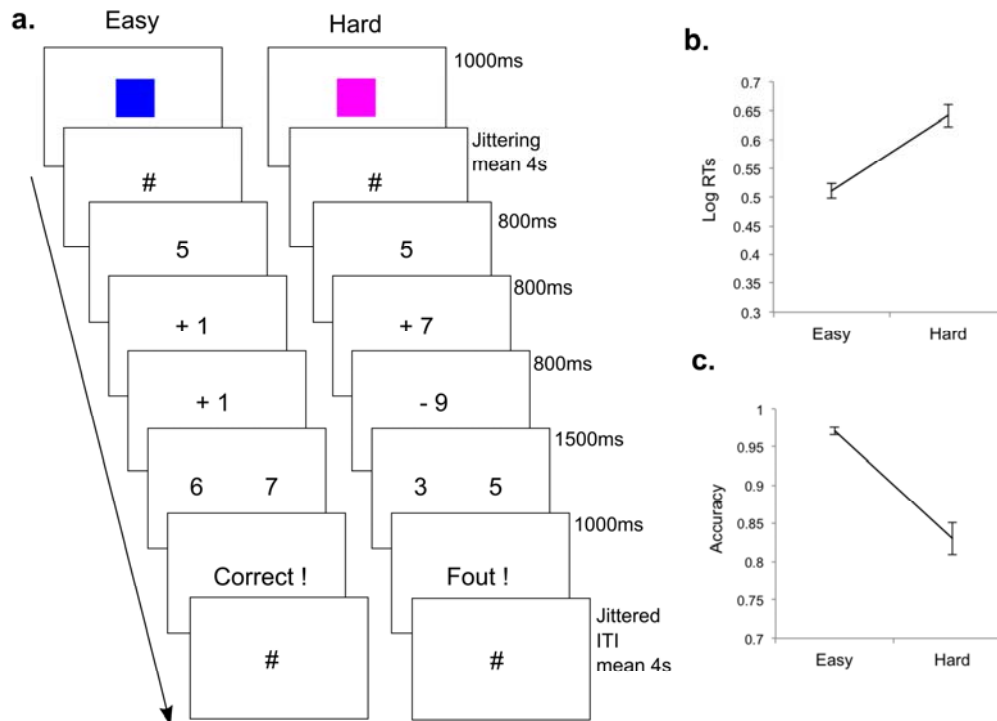 a.
Easy
Hard
1000ms
Jittering
mean 4s
#
#
800ms
5
5
800ms
+ 1
+ 7
800ms
+ 1
- 9
1500ms
6 7
3 5
1000ms
Correct !
Fout !
Jittered
ITI
mean 4s
#
#
b.
0.7
0.65
0.6
0.55
0.5
0.45
0.4
0.35
0.3
Log RTs
Easy
Hard
c.
1
0.95
0.9
0.85
0.8
0.75
0.7
Accuracy
Easy
Hard